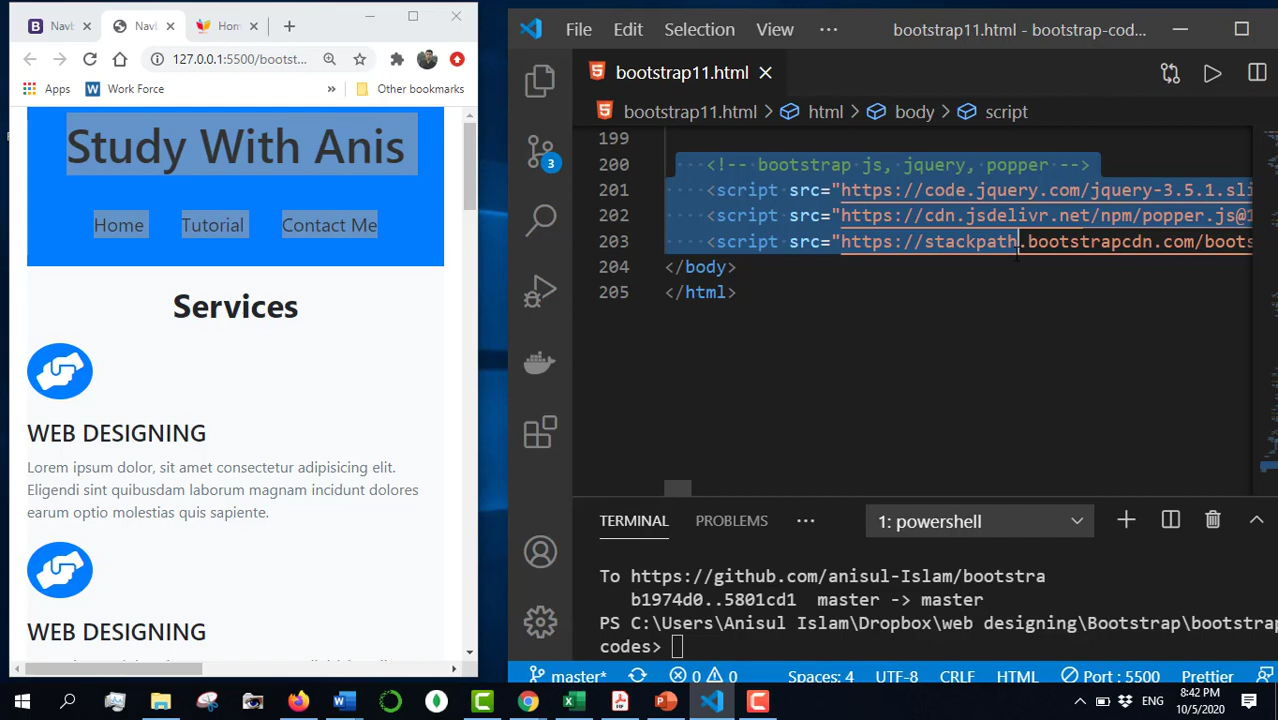 Navb
Navb
Hom
127.0.0.1:5500/bootst...
Apps
Work Force
»
Other bookmarks
Study With Anis
Home Tutorial Contact Me
Services
WEB DESIGNING
Lorem ipsum dolor, sit amet consectetur adipisicing elit.
Eligendi sint quibusdam laborum magnam incidunt dolores
earum optio molestias quis sapiente.
WEB DESIGNING
File Edit Selection View ··· bootstrap11.html - bootstrap-cod...
bootstrap11.html
bootstrap11.html > html > body > script
199
200 <!-- bootstrap js, jquery, popper -->
201 <script src="https://code.jquery.com/jquery-3.5.1.sli
202 <script src="https://cdn.jsdelivr.net/npm/popper.js@1
203 <script src="https://stackpath.bootstrapcdn.com/boots
204 </body>
205 </html>
3
TERMINAL PROBLEMS ··· 1: powershell
To https://github.com/anisul-Islam/bootstra
b1974d0..5801cd1 master -> master
PS C:\Users\Anisul Islam\Dropbox\web designing\Bootstrap\bootstrap
codes>
master* 0 0 Spaces: 4 UTF-8 CRLF HTML Port : 5500 Prettier
ENG
8:42 PM
10/5/2020